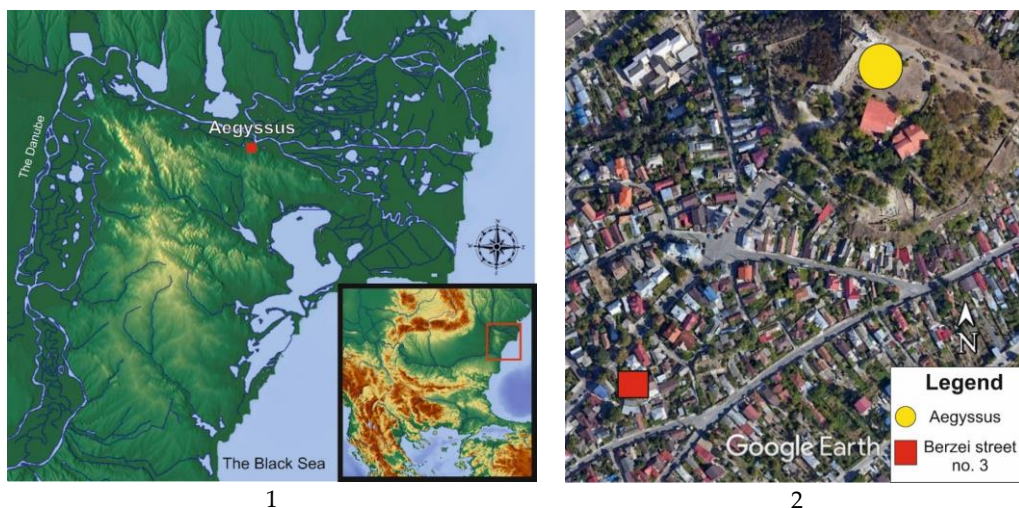 Aegyssus
The Danube
The Black Sea
N
Legend
Aegyssus
Berzei street
no. 3
Google Earth
1
2